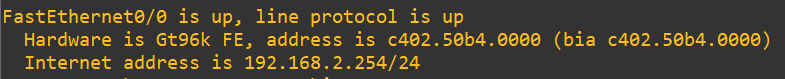 FastEthernet0/0 is up, line protocol is up
Hardware is Gt96k FE, address is c402.50b4.0000 (bia c402.50b4.0000)
Internet address is 192.168.2.254/24